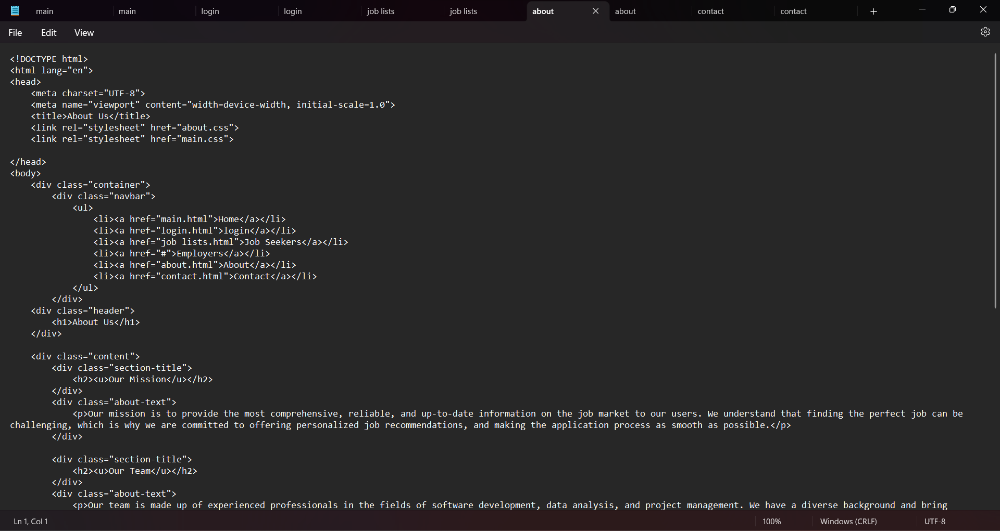 main main login login job lists job lists about about contact contact
File Edit View
<!DOCTYPE html>
<html lang="en">
<head>
    <meta charset="UTF-8">
    <meta name="viewport" content="width=device-width, initial-scale=1.0">
    <title>About Us</title>
    <link rel="stylesheet" href="about.css">
    <link rel="stylesheet" href="main.css">
</head>
<body>
    <div class="container">
        <div class="navbar">
            <ul>
                <li><a href="main.html">Home</a></li>
                <li><a href="login.html">login</a></li>
                <li><a href="job lists.html">Job Seekers</a></li>
                <li><a href="#">Employers</a></li>
                <li><a href="about.html">About</a></li>
                <li><a href="contact.html">Contact</a></li>
            </ul>
        </div>
    <div class="header">
        <h1>About Us</h1>
    </div>
    <div class="content">
        <div class="section-title">
            <h2><u>Our Mission</u></h2>
        </div>
        <div class="about-text">
            <p>Our mission is to provide the most comprehensive, reliable, and up-to-date information on the job market to our users. We understand that finding the perfect job can be
challenging, which is why we are committed to offering personalized job recommendations, and making the application process as smooth as possible.</p>
        </div>
        <div class="section-title">
            <h2><u>Our Team</u></h2>
        </div>
        <div class="about-text">
            <p>Our team is made up of experienced professionals in the fields of software development, data analysis, and project management. We have a diverse background and bring
Ln 1, Col 1 100% Windows (CRLF) UTF-8